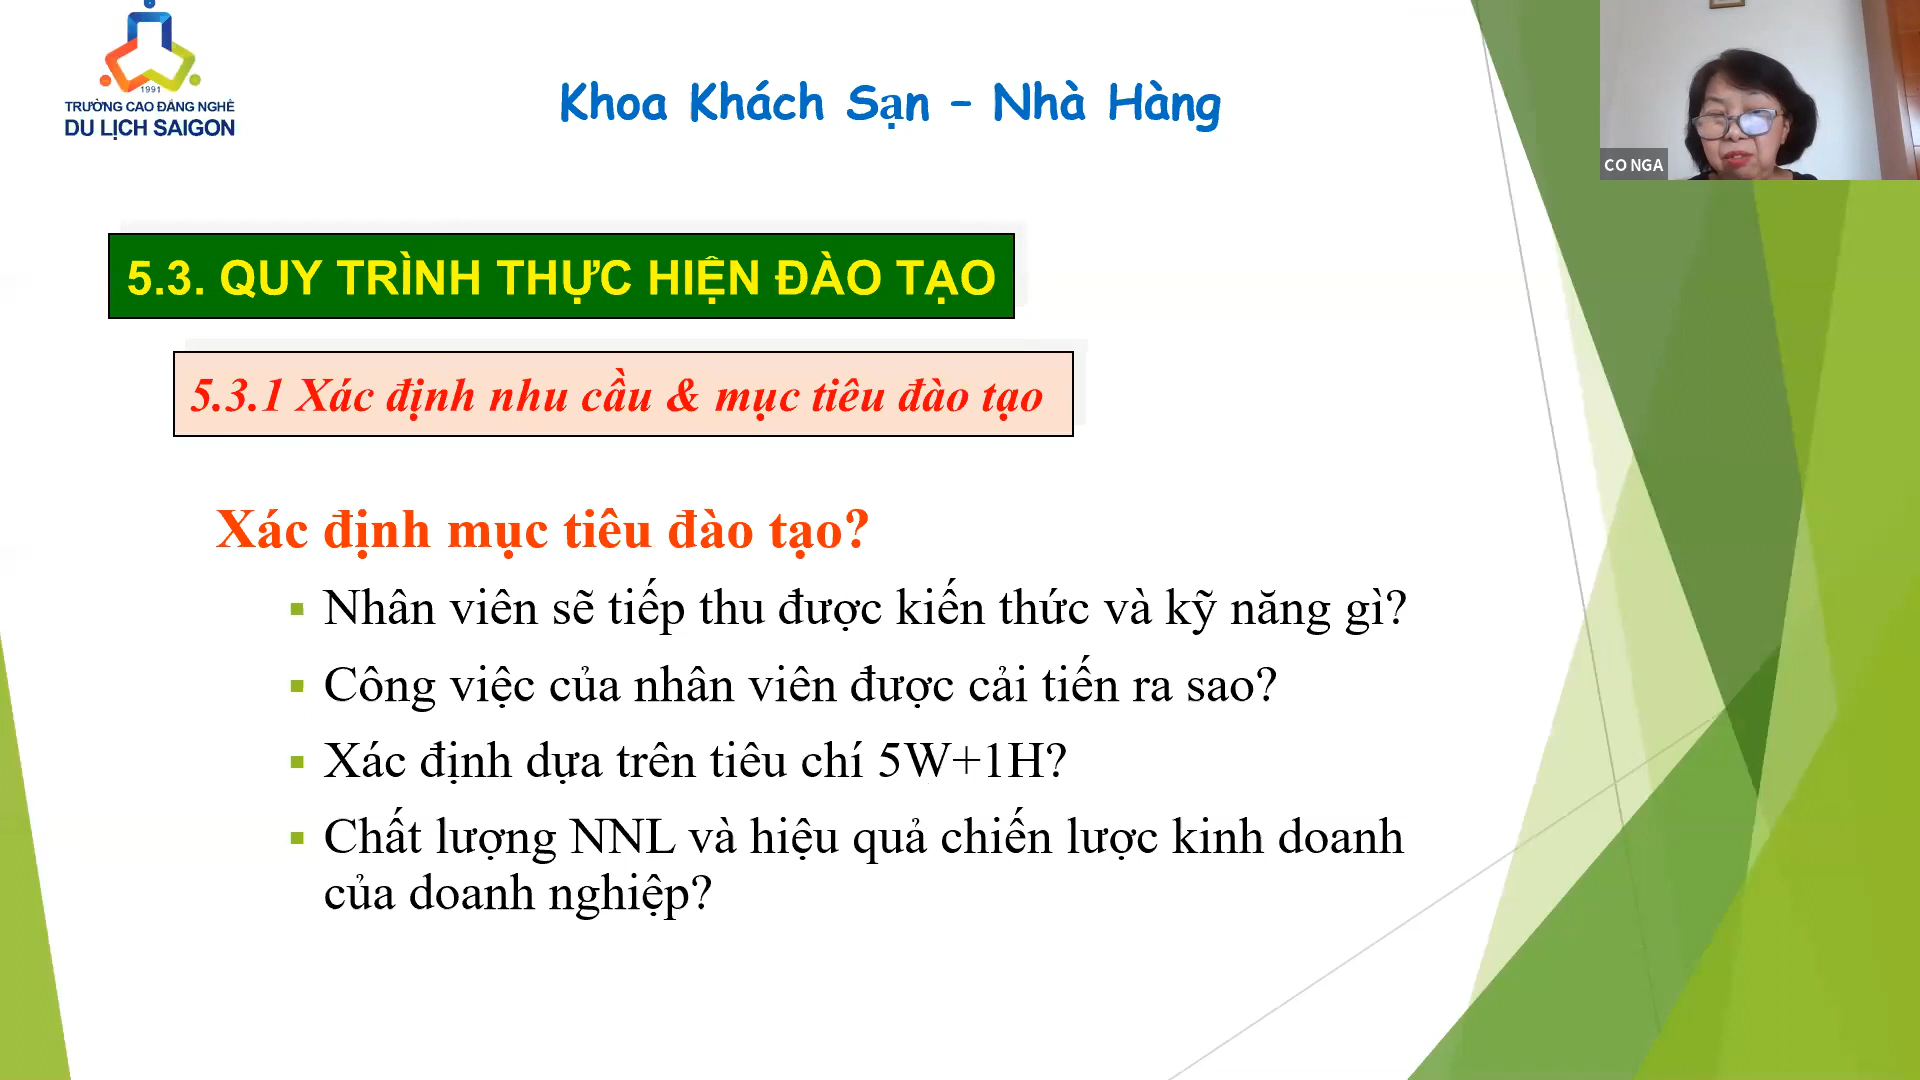 1991
TRƯỜNG CAO ĐẲNG NGHỀ
DU LỊCH SAIGON
Khoa Khách Sạn – Nhà Hàng
CO NGA
5.3. QUY TRÌNH THỰC HIỆN ĐÀO TẠO
5.3.1 Xác định nhu cầu & mục tiêu đào tạo
Xác định mục tiêu đào tạo?
▪ Nhân viên sẽ tiếp thu được kiến thức và kỹ năng gì?
▪ Công việc của nhân viên được cải tiến ra sao?
▪ Xác định dựa trên tiêu chí 5W+1H?
▪ Chất lượng NNL và hiệu quả chiến lược kinh doanh
của doanh nghiệp?